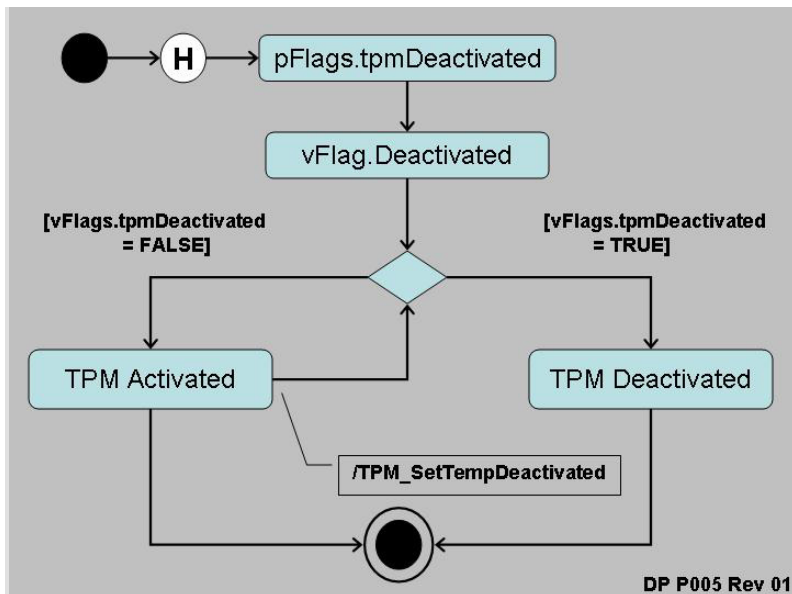 H
pFlags.tpmDeactivated
vFlag.Deactivated
[vFlags.tpmDeactivated
= FALSE]
[vFlags.tpmDeactivated
= TRUE]
TPM Activated
TPM Deactivated
/TPM_SetTempDeactivated
DP P005 Rev 01